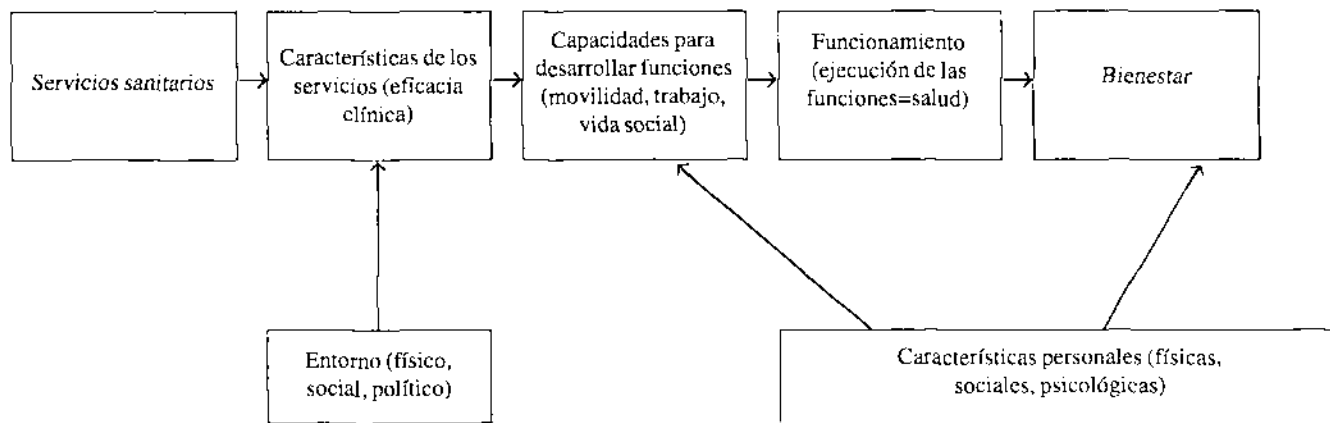 Servicios sanitarios
Características de los
servicios (eficacia
clínica)
Capacidades para
desarrollar funciones
(movilidad, trabajo,
vida social)
Funcionamiento
(ejecución de las
funciones=salud)
Bienestar
Entorno (físico,
social, político)
Características personales (físicas,
sociales, psicológicas)